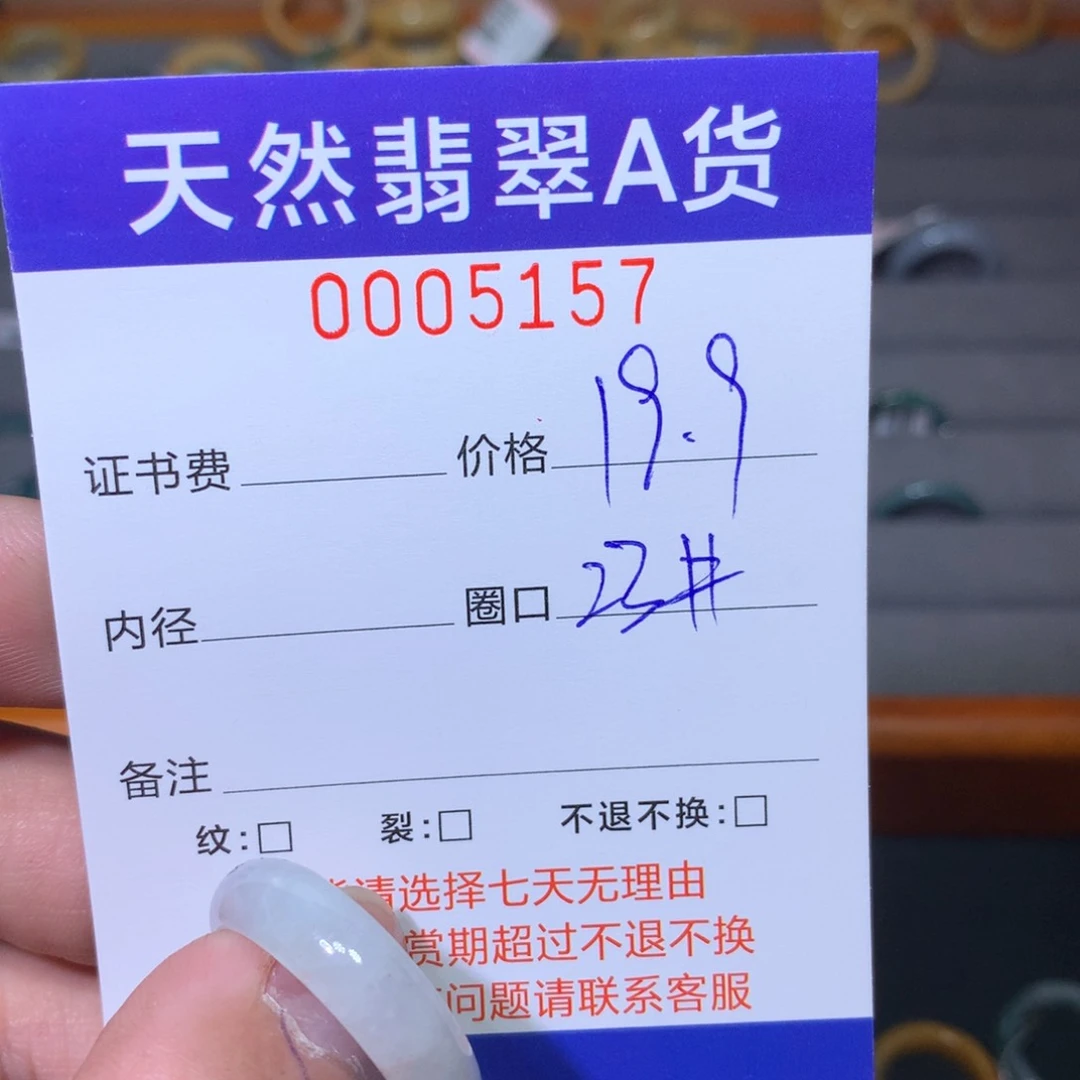 天然翡翠A货
0005157
证书费 价格 19.9
内径 圈口 23#
备注
纹:□ 裂:□ 不退不换:□
请选择七天无理由
赏期超过不退不换
问题请联系客服